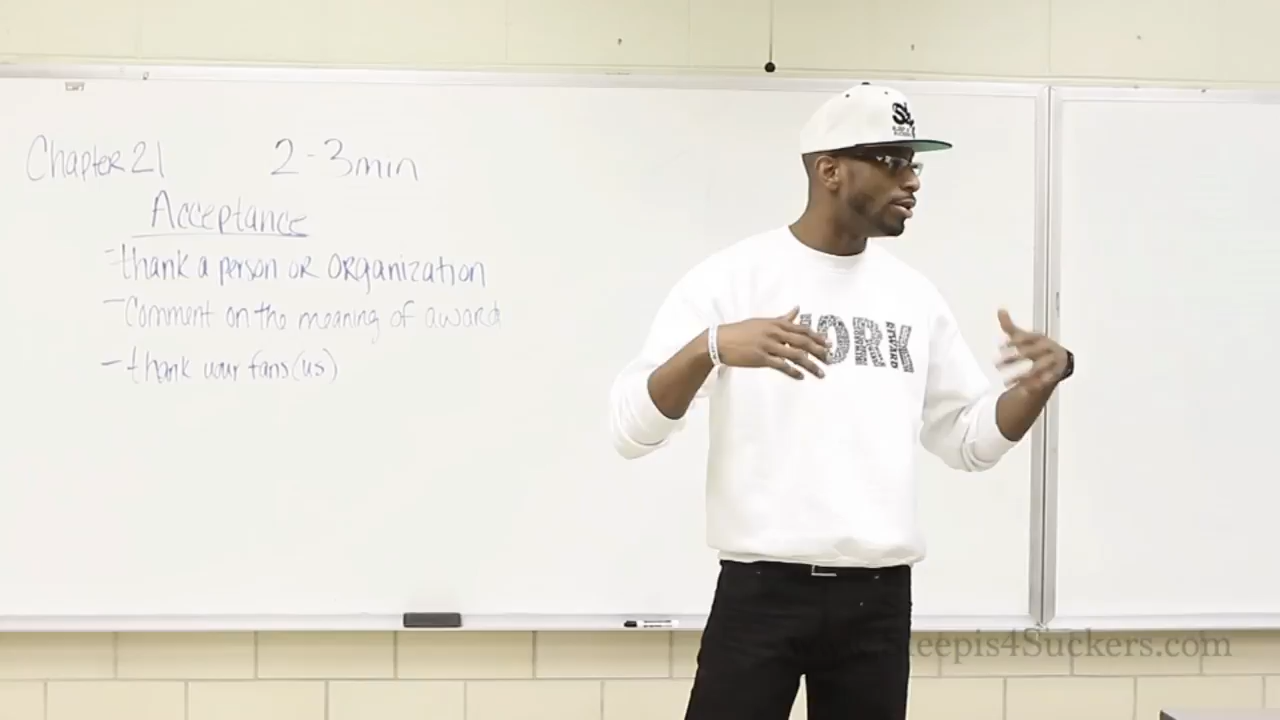 Chapter 21
2-3min
Acceptance
-thank a person or organization
-Comment on the meaning of award
-thank your fans (us)
WORK
Sleepis4Suckers.com